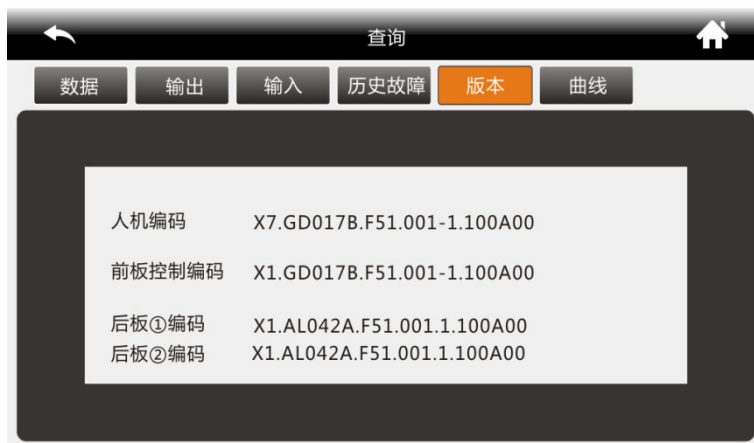 查询
数据 输出 输入 历史故障 版本 曲线
人机编码 X7.GD017B.F51.001-1.100A00
前板控制编码 X1.GD017B.F51.001-1.100A00
后板①编码 X1.AL042A.F51.001.1.100A00
后板②编码 X1.AL042A.F51.001.1.100A00